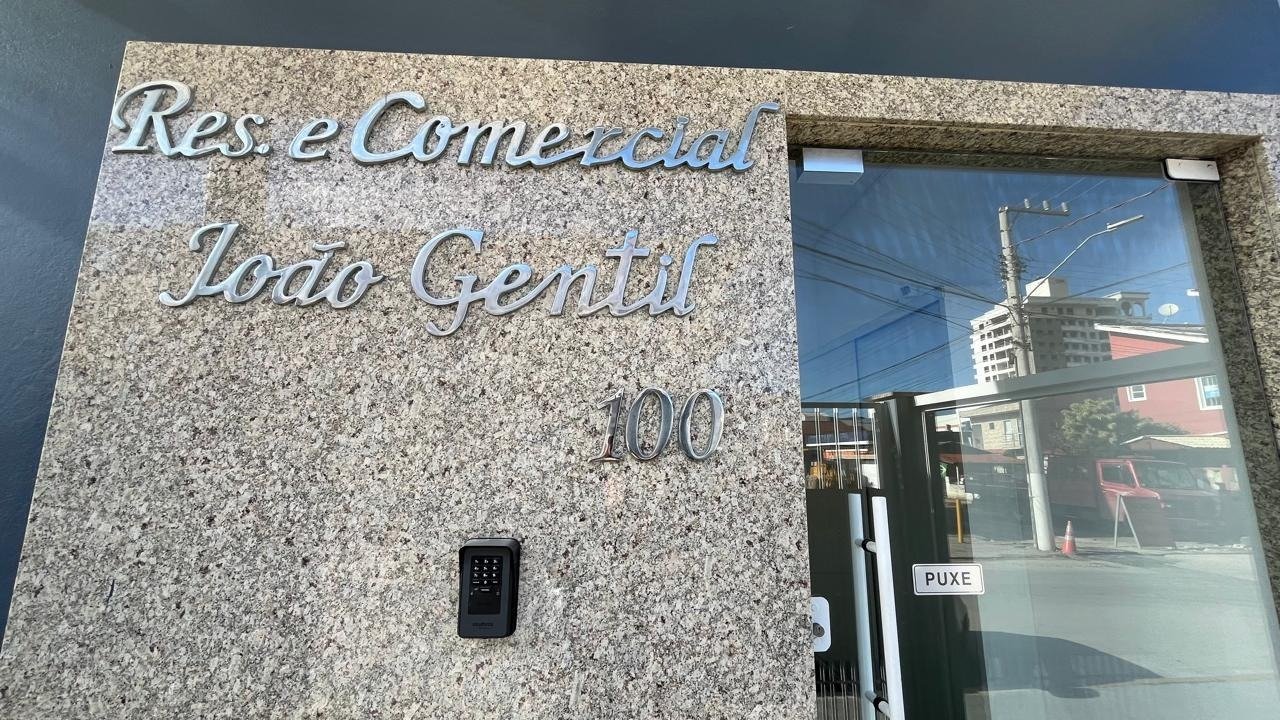 Res. e Comercial
João Gentil
100
PUXE